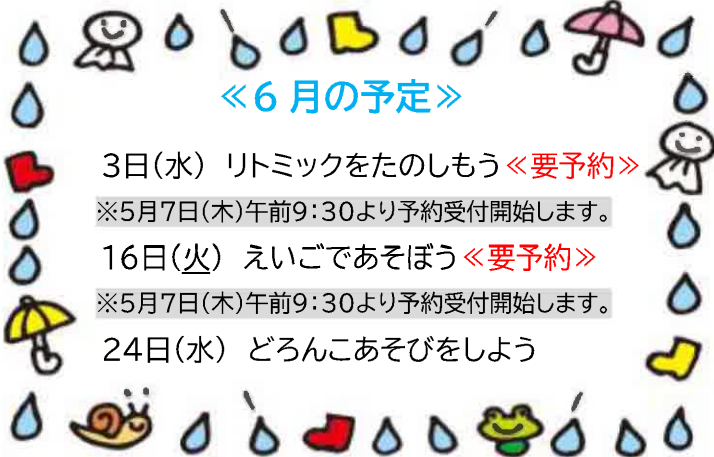 ≪6月の予定≫
3日(水) リトミックをたのしもう≪要予約≫
※5月7日(木)午前9:30より予約受付開始します。
16日(火) えいごであそぼう≪要予約≫
※5月7日(木)午前9:30より予約受付開始します。
24日(水) どろんこあそびをしよう